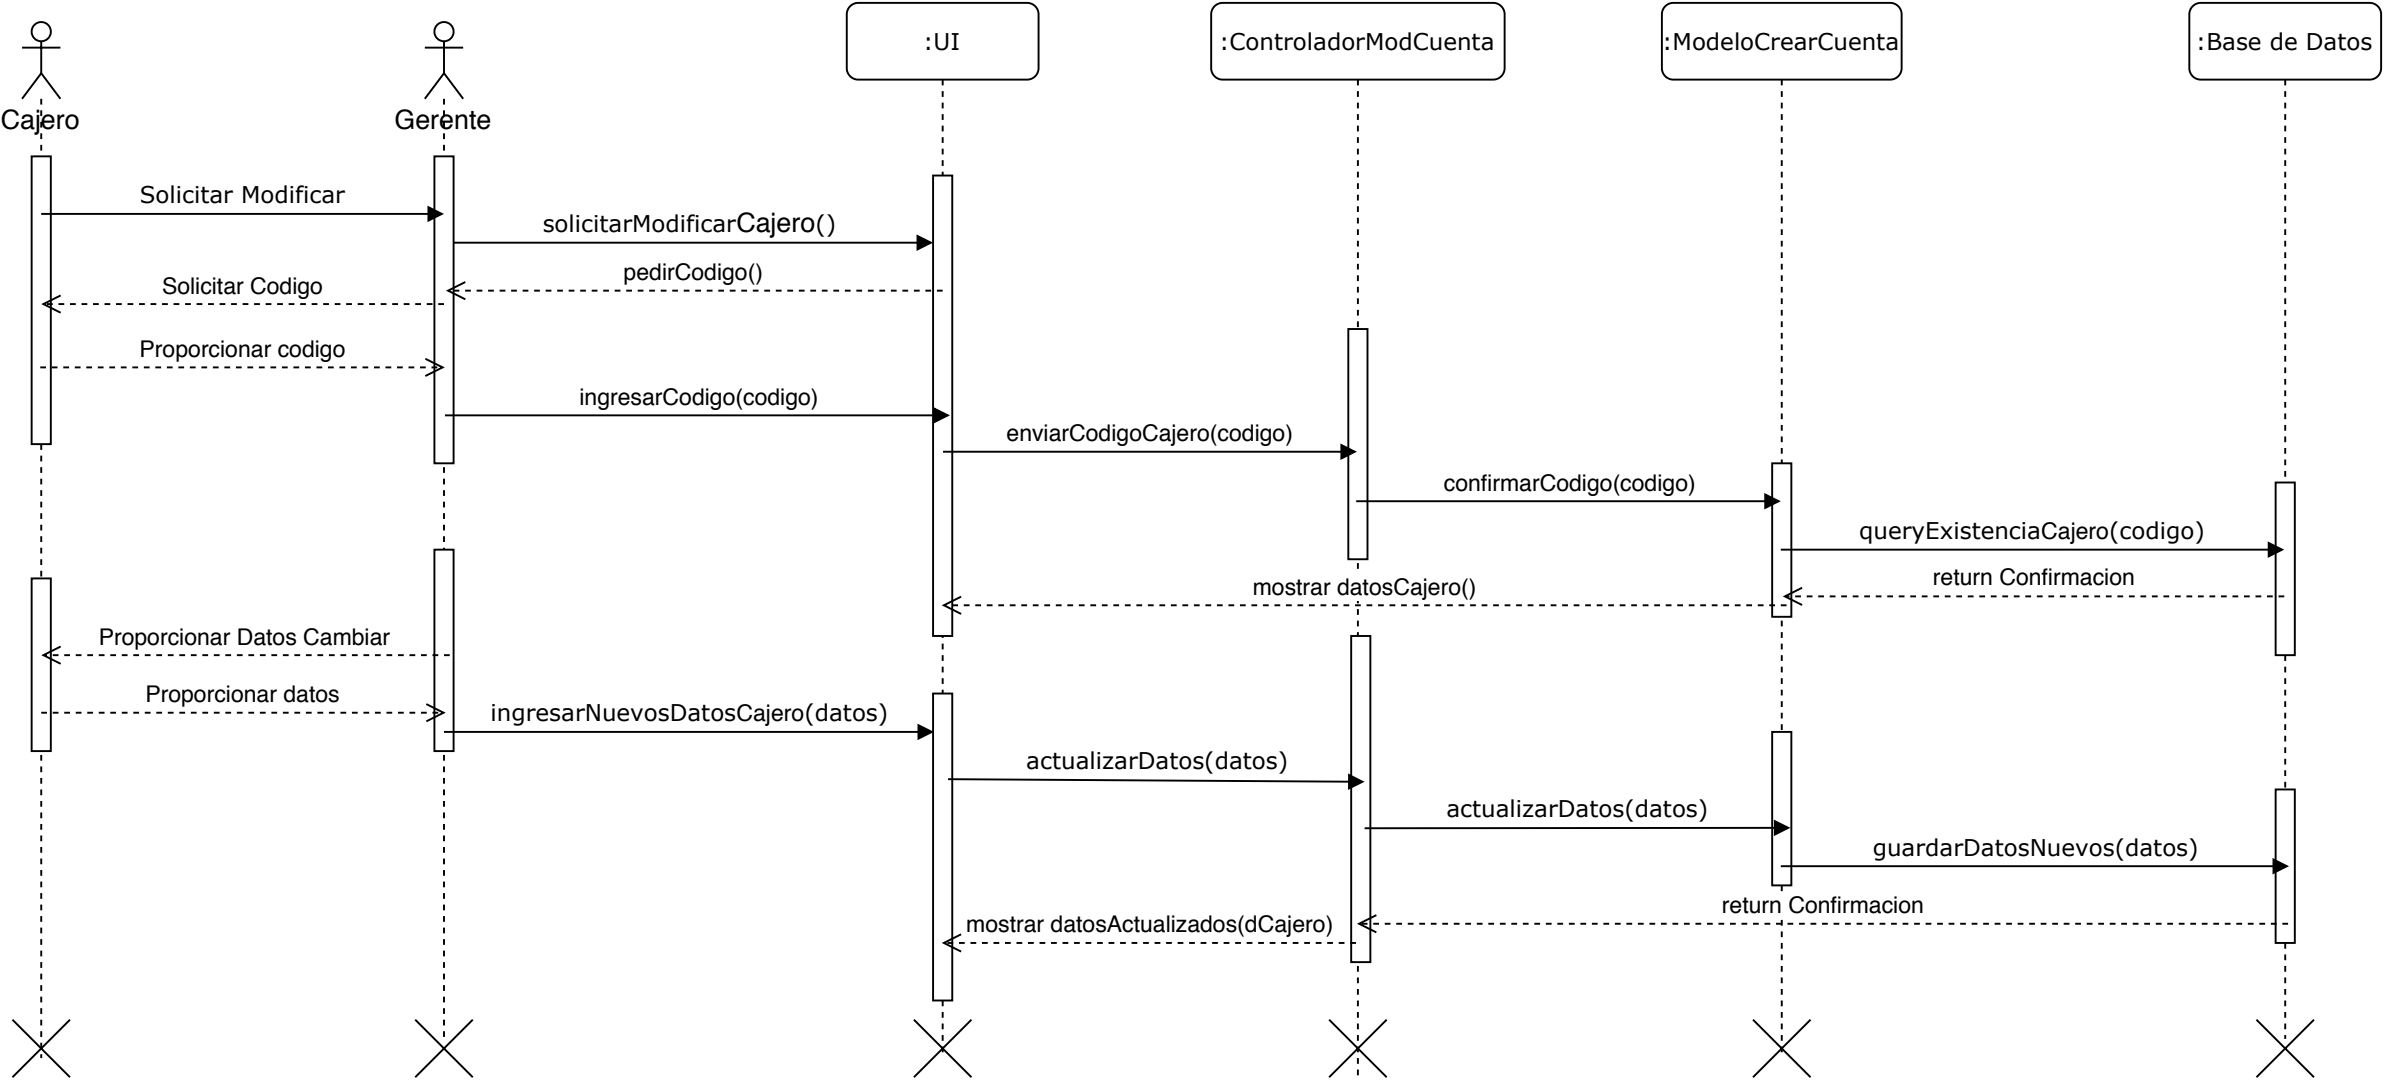 Cajero
Gerente
:UI
:ControladorModCuenta
:ModeloCrearCuenta
:Base de Datos
Solicitar Modificar
solicitarModificarCajero()
pedirCodigo()
Solicitar Codigo
Proporcionar codigo
ingresarCodigo(codigo)
enviarCodigoCajero(codigo)
confirmarCodigo(codigo)
queryExistenciaCajero(codigo)
return Confirmacion
mostrar datosCajero()
Proporcionar Datos Cambiar
Proporcionar datos
ingresarNuevosDatosCajero(datos)
actualizarDatos(datos)
actualizarDatos(datos)
guardarDatosNuevos(datos)
return Confirmacion
mostrar datosActualizados(dCajero)